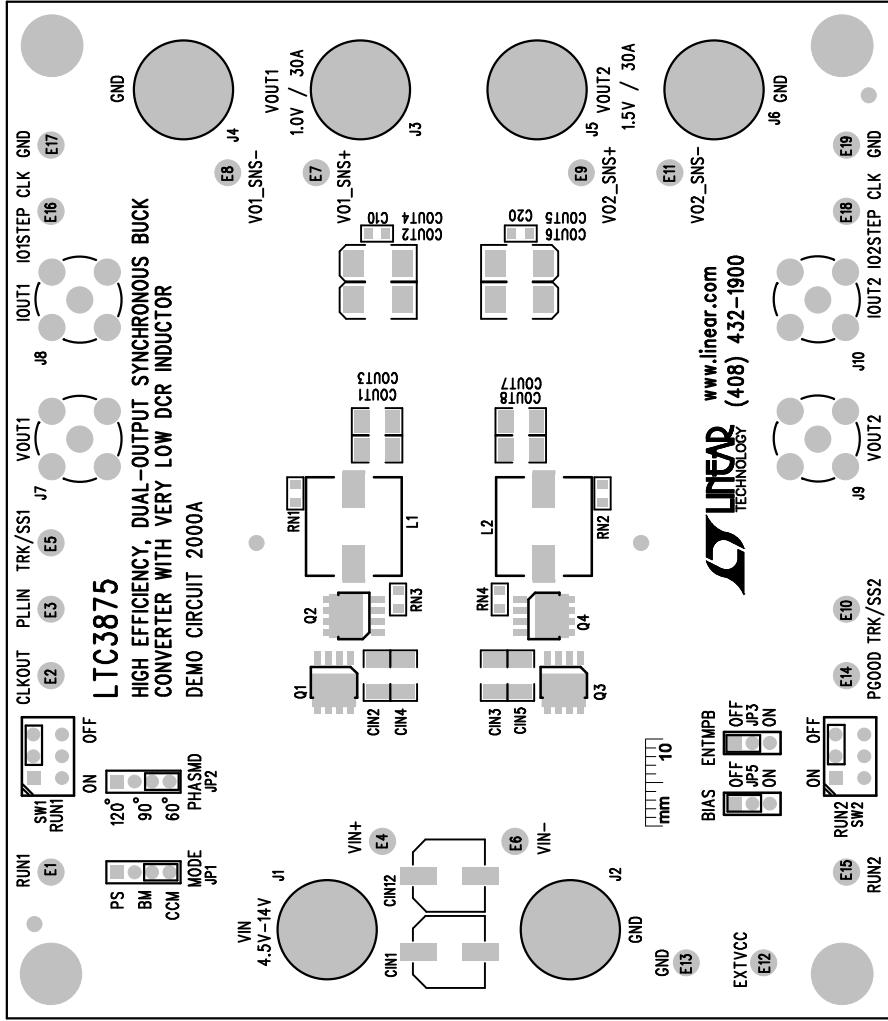 RUN1
E1
SW1
RUN1
ON
OFF
CLKOUT
E2
PLLIN
E3
TRK/SS1
E5
VOUT1
J7
IOUT1
J8
IO1STEP CLK
E16
GND
E17
LTC3875
HIGH EFFICIENCY, DUAL-OUTPUT SYNCHRONOUS BUCK
CONVERTER WITH VERY LOW DCR INDUCTOR
DEMO CIRCUIT 2000A
PS
BM
CCM
MODE
JP1
120°
90°
60°
PHASMD
JP2
VIN
4.5V-14V
J1
VIN+
E4
CIN1
CIN12
E6
VIN-
J2
GND
Q1
Q2
RN3
CIN2
CIN4
CIN3
CIN5
Q3
Q4
RN4
RN1
L1
L2
RN2
COUT3
COUT1
COUT7
COUT8
C10
COUT4
COUT2
C20
COUT5
COUT6
GND
J4
E8
VO1_SNS-
VOUT1
1.0V / 30A
J3
E7
VO1_SNS+
J5
VOUT2
1.5V / 30A
E9
VO2_SNS+
E11
VO2_SNS-
J6
GND
mm
10
BIAS
OFF
JP5
ON
ENTMPB
OFF
JP3
ON
LINEAR
TECHNOLOGY
www.linear.com
(408) 432-1900
GND
E13
EXTVCC
E12
E15
RUN2
ON
OFF
RUN2
SW2
E14
PGOOD
E10
TRK/SS2
J9
VOUT2
J10
IOUT2
E18
IO2STEP CLK
E19
GND